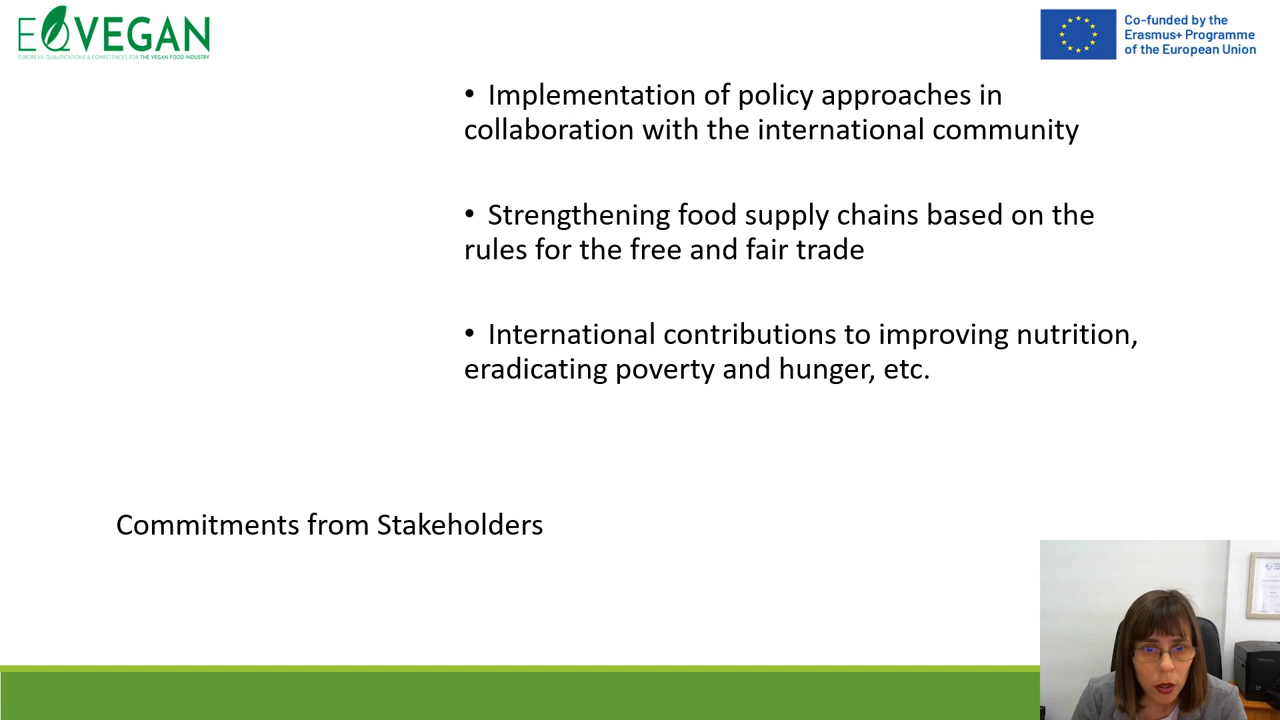 EQVEGAN
EUROPEAN QUALIFICATIONS & COMPETENCES FOR THE VEGAN FOOD INDUSTRY
Co-funded by the
Erasmus+ Programme
of the European Union
• Implementation of policy approaches in
collaboration with the international community
• Strengthening food supply chains based on the
rules for the free and fair trade
• International contributions to improving nutrition,
eradicating poverty and hunger, etc.
Commitments from Stakeholders